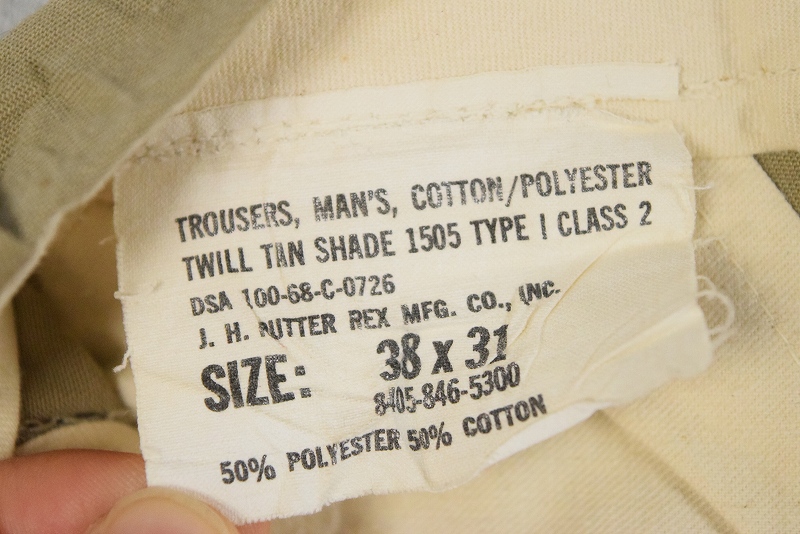 TROUSERS, MAN'S, COTTON/POLYESTER
TWILL TAN SHADE 1505 TYPE I CLASS 2
DSA 100-68-C-0726
J. H. RUTTER REX MFG. CO., INC.
SIZE: 38 x 31
8405-846-5300
50% POLYESTER 50% COTTON